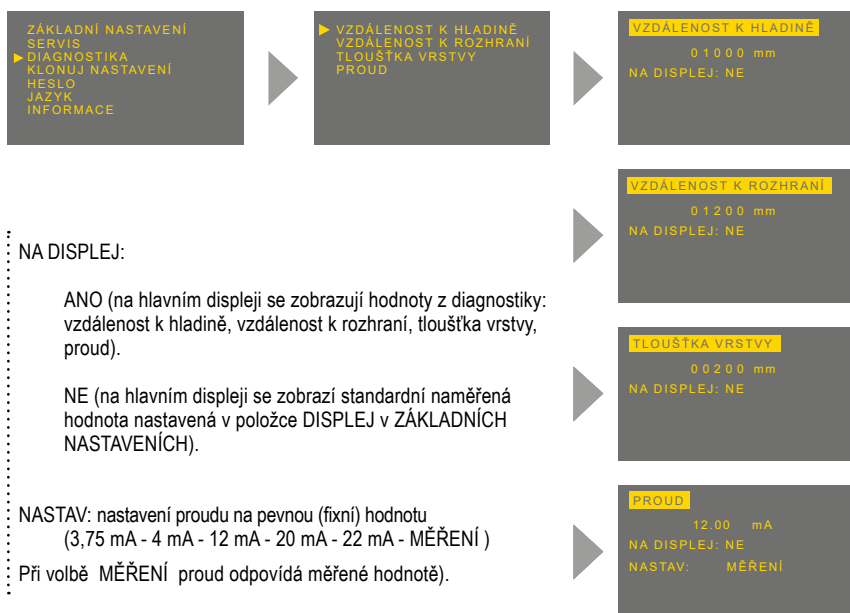 ZÁKLADNÍ NASTAVENÍ
SERVIS
DIAGNOSTIKA
KLONUJ NASTAVENÍ
HESLO
JAZYK
INFORMACE
VZDÁLENOST K HLADINĚ
VZDÁLENOST K ROZHRANÍ
TLOUŠŤKA VRSTVY
PROUD
VZDÁLENOST K HLADINĚ
01000 mm
NA DISPLEJ: NE
VZDÁLENOST K ROZHRANÍ
01200 mm
NA DISPLEJ: NE
TLOUŠŤKA VRSTVY
00200 mm
NA DISPLEJ: NE
PROUD
12.00 mA
NA DISPLEJ: NE
NASTAV: MĚŘENÍ
NA DISPLEJ:
ANO (na hlavním displeji se zobrazují hodnoty z diagnostiky:
vzdálenost k hladině, vzdálenost k rozhraní, tloušťka vrstvy,
proud).
NE (na hlavním displeji se zobrazí standardní naměřená
hodnota nastavená v položce DISPLEJ v ZÁKLADNÍCH
NASTAVENÍCH).
NASTAV: nastavení proudu na pevnou (fixní) hodnotu
(3,75 mA - 4 mA - 12 mA - 20 mA - 22 mA - MĚŘENÍ )
Při volbě MĚŘENÍ proud odpovídá měřené hodnotě).